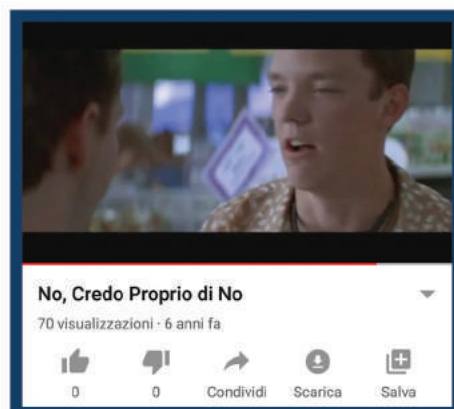 No, Credo Proprio di No
70 visualizzazioni · 6 anni fa
0 0 Condividi Scarica Salva